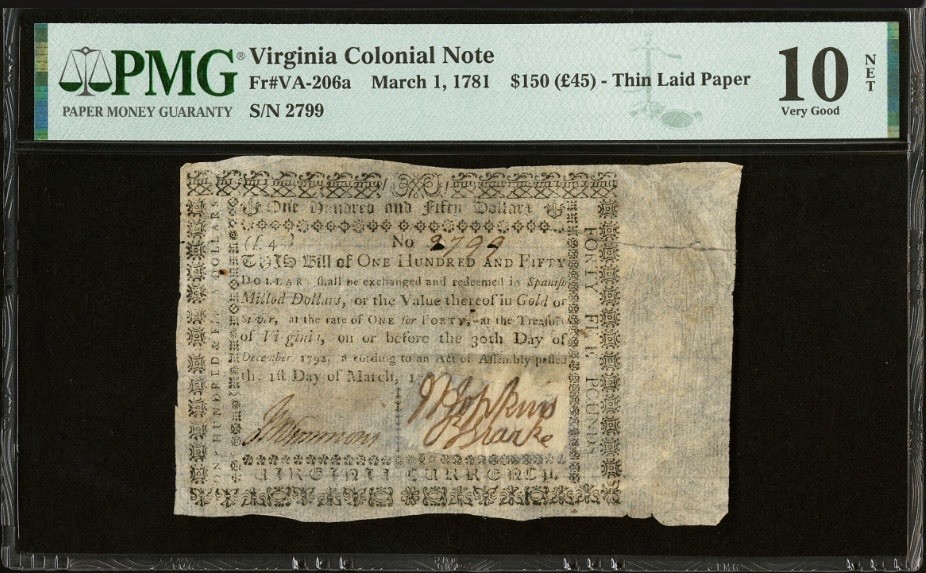 PMG® Virginia Colonial Note
Fr#VA-206a March 1, 1781 $150 (£45) - Thin Laid Paper
PAPER MONEY GUARANTY S/N 2799
10 NET
Very Good
One Hundred and Fifty Dollars
No 2799
THIS Bill of ONE HUNDRED AND FIFTY
DOLLAR shall be exchanged and redeemed in Spanish
Milled Dollars, or the Value thereof in Gold or
at the rate of ONE for FORTY, at the Treasury
of Virginia, on or before the 30th Day of
December 1792, a cording to an Act of Assembly passed
the 1st Day of March, 1
J Hopkins
VIRGINIA CURRENCY.
DOLLARS
FORTY FIVE POUNDS